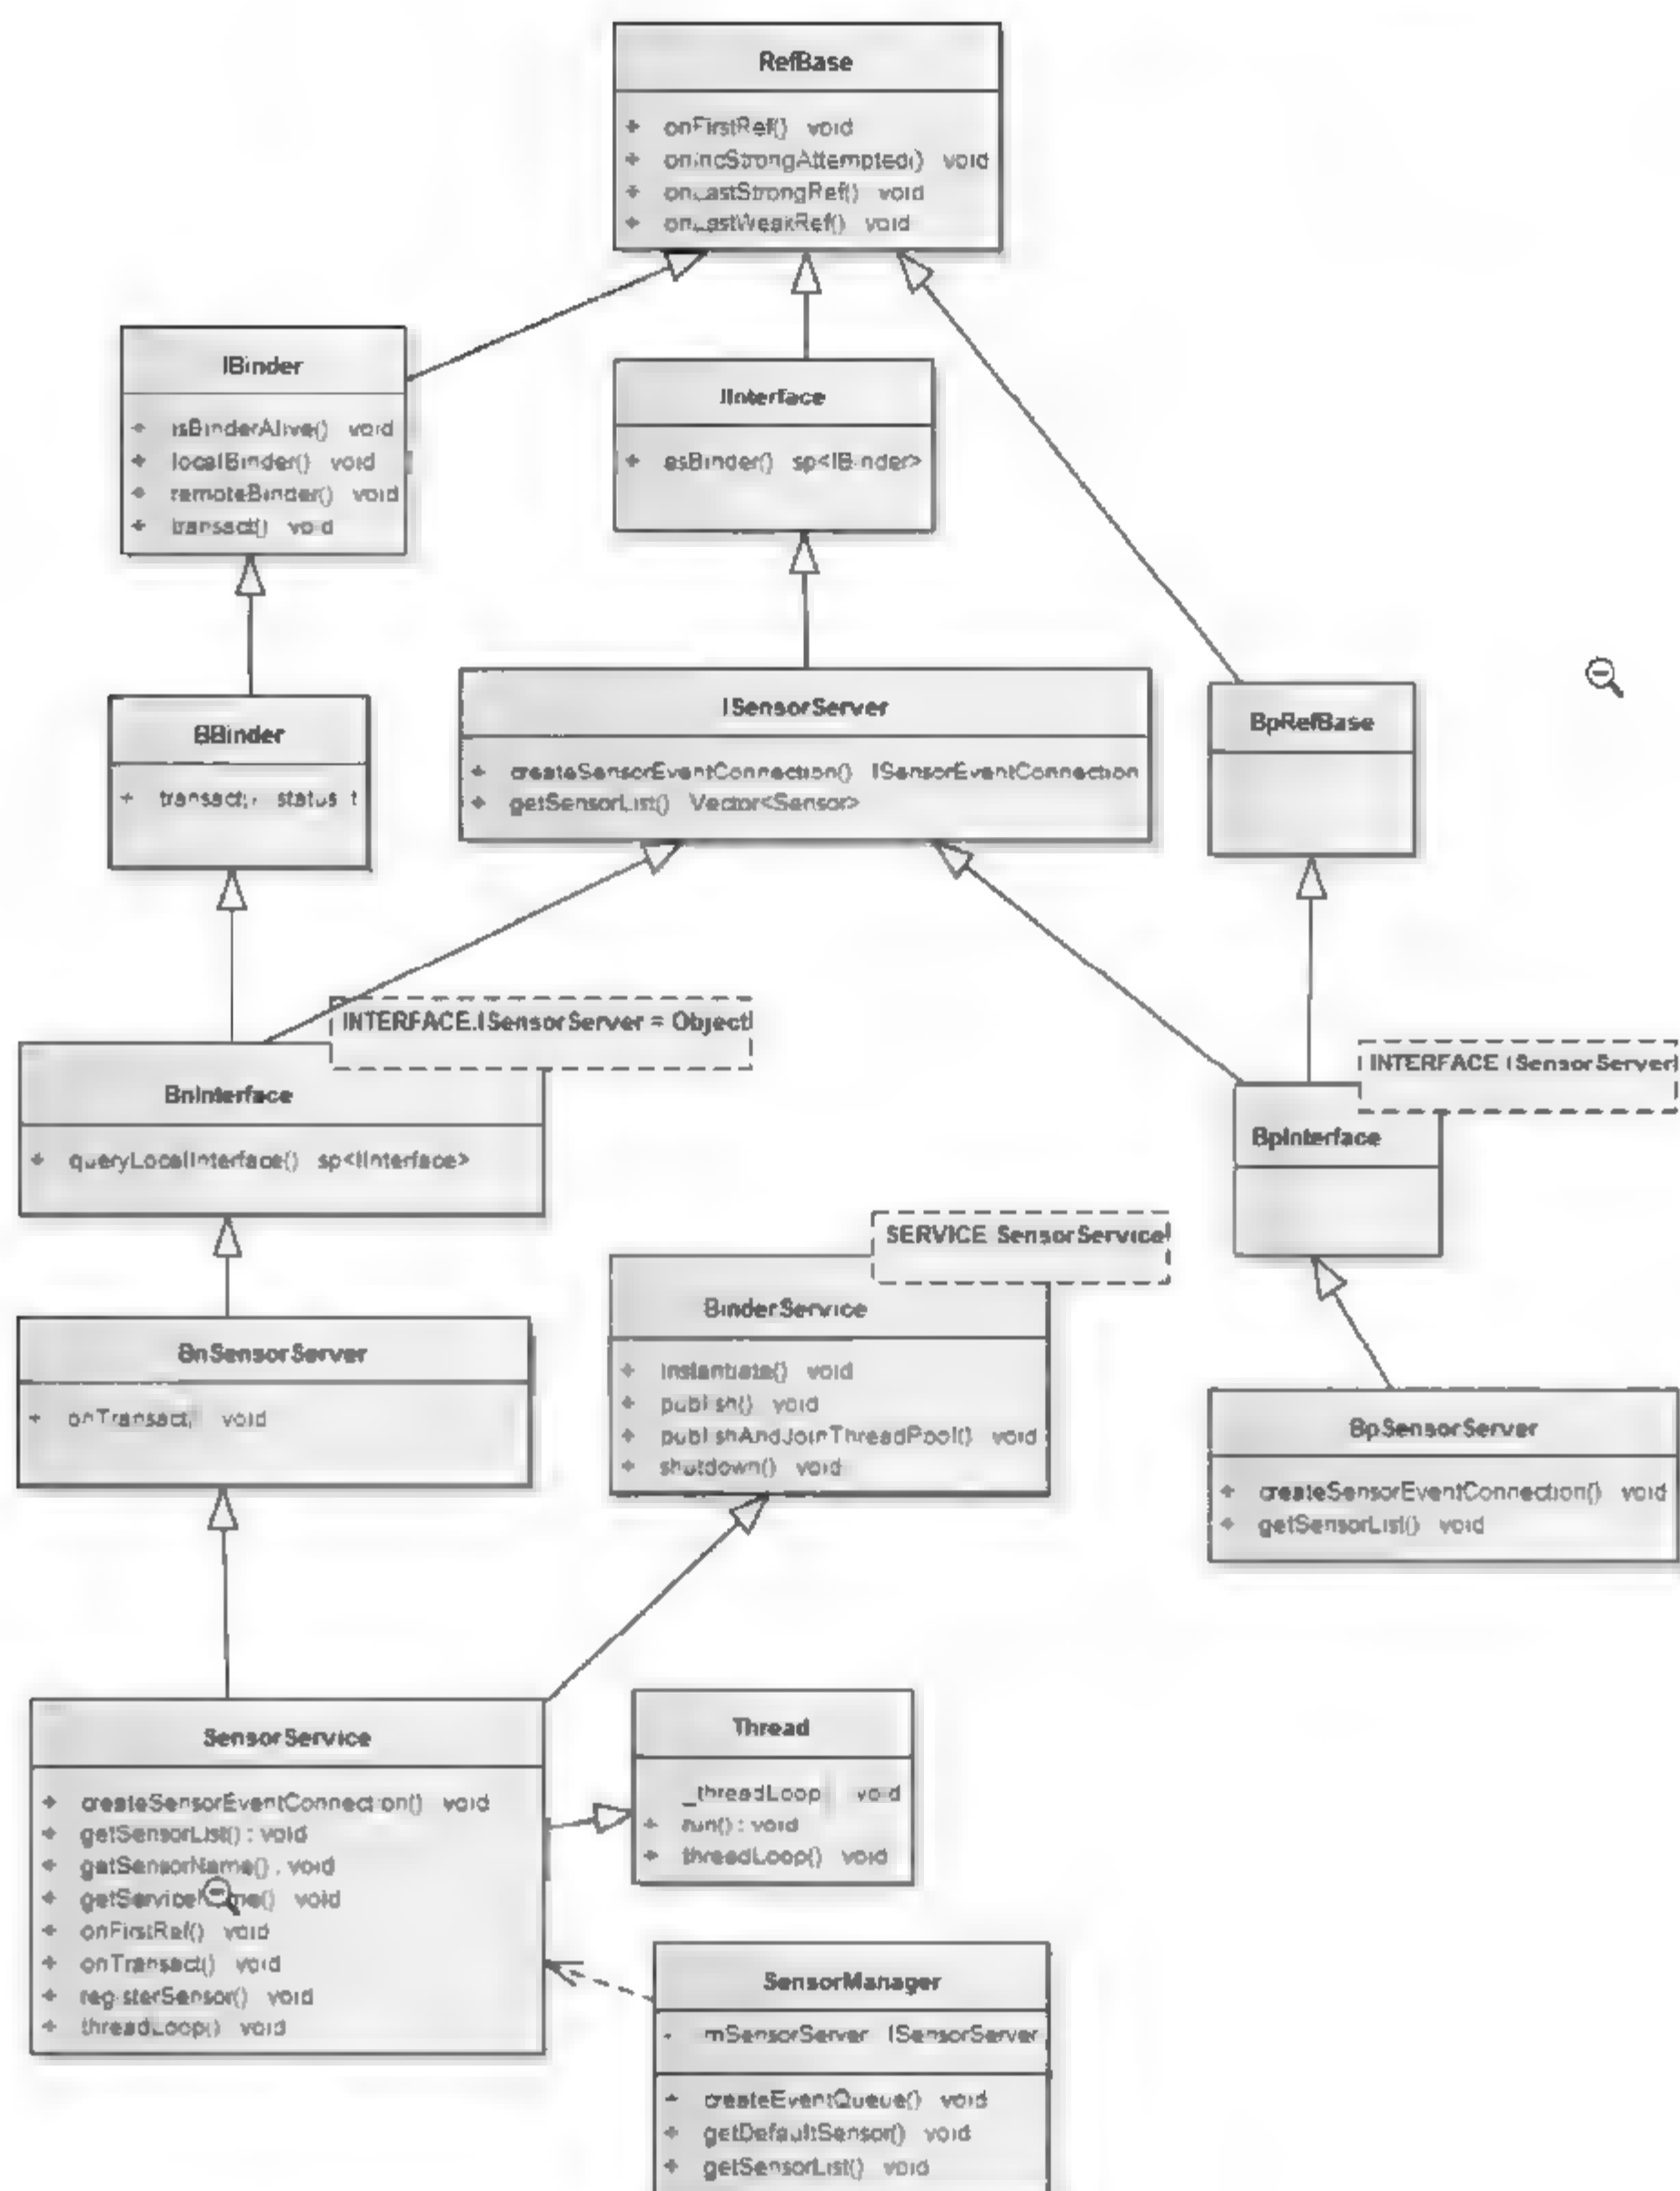 RefBase
+ onFirstRef() void
+ onIncStrongAttempted() void
+ onLastStrongRef() void
+ onLastWeakRef() void
IBinder
+ isBinderAlive() void
+ localBinder() void
+ remoteBinder() void
+ transact() void
IInterface
+ asBinder() sp<IBinder>
BBinder
+ transact() status_t
ISensorServer
+ createSensorEventConnection() ISensorEventConnection
+ getSensorList() Vector<Sensor>
BpRefBase
INTERFACE:ISensorServer = Object
BnInterface
+ queryLocalInterface() sp<IInterface>
INTERFACE ISensorServer
BpInterface
SERVICE SensorService
BinderService
+ instantiate() void
+ publish() void
+ publishAndJoinThreadPool() void
+ shutdown() void
BnSensorServer
+ onTransact() void
BpSensorServer
+ createSensorEventConnection() void
+ getSensorList() void
SensorService
+ createSensorEventConnection() void
+ getSensorList() : void
+ getSensorName() : void
+ void
+ onFirstRef() void
+ onTransact() void
+ registerSensor() void
+ threadLoop() void
Thread
_threadLoop() void
+ run() : void
+ threadLoop() void
SensorManager
- mSensorServer ISensorServer
+ createEventQueue() void
+ getDefaultSensor() void
+ getSensorList() void